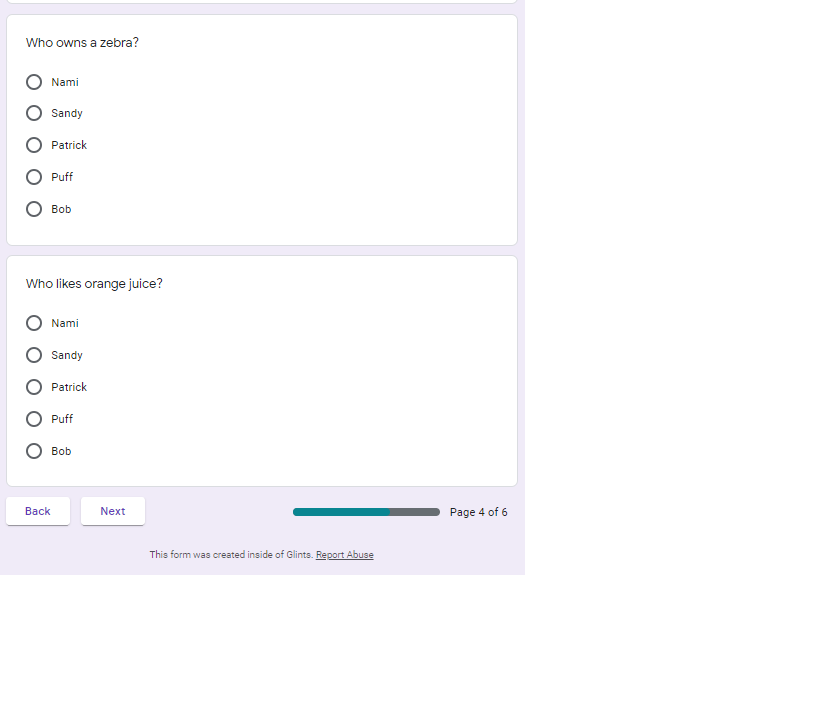 Who owns a zebra?
Nami
Sandy
Patrick
Puff
Bob
Who likes orange juice?
Nami
Sandy
Patrick
Puff
Bob
Back Next Page 4 of 6
This form was created inside of Glints. Report Abuse